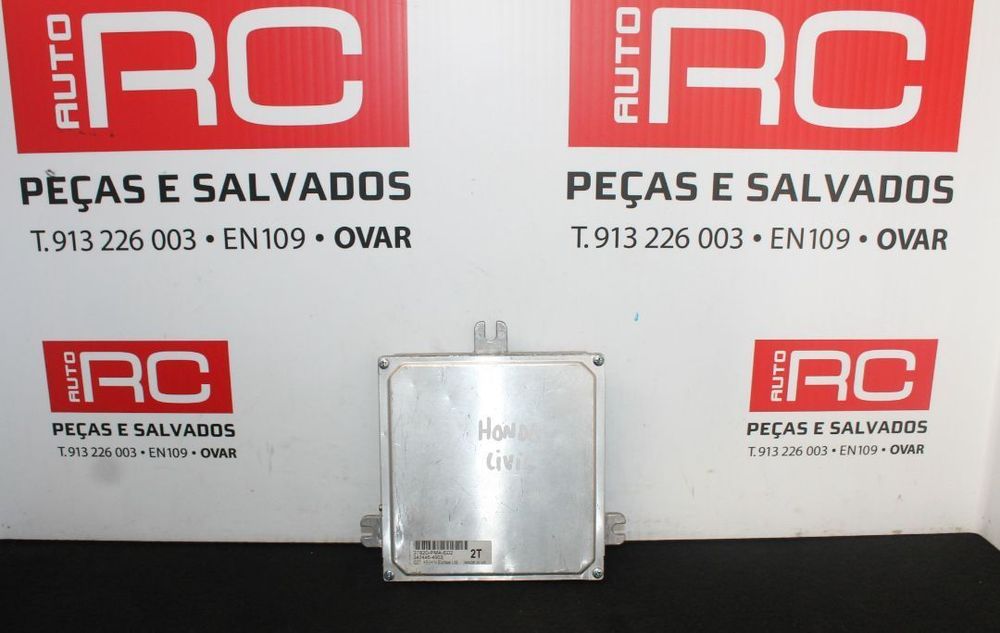 AUTO RC
PEÇAS E SALVADOS
T. 913 226 003 • EN109 • OVAR
AUTO RC
PEÇAS E SALVADOS
T. 913 226 003 • EN109 • OVAR
AUTO RC
PEÇAS E SALVADOS
T. 913 226 003 • EN109 • OVAR
AUTO RC
PEÇAS E SALVADOS
T. 913 226 003 • EN109 • OVAR
HONDA
CiviC
2T